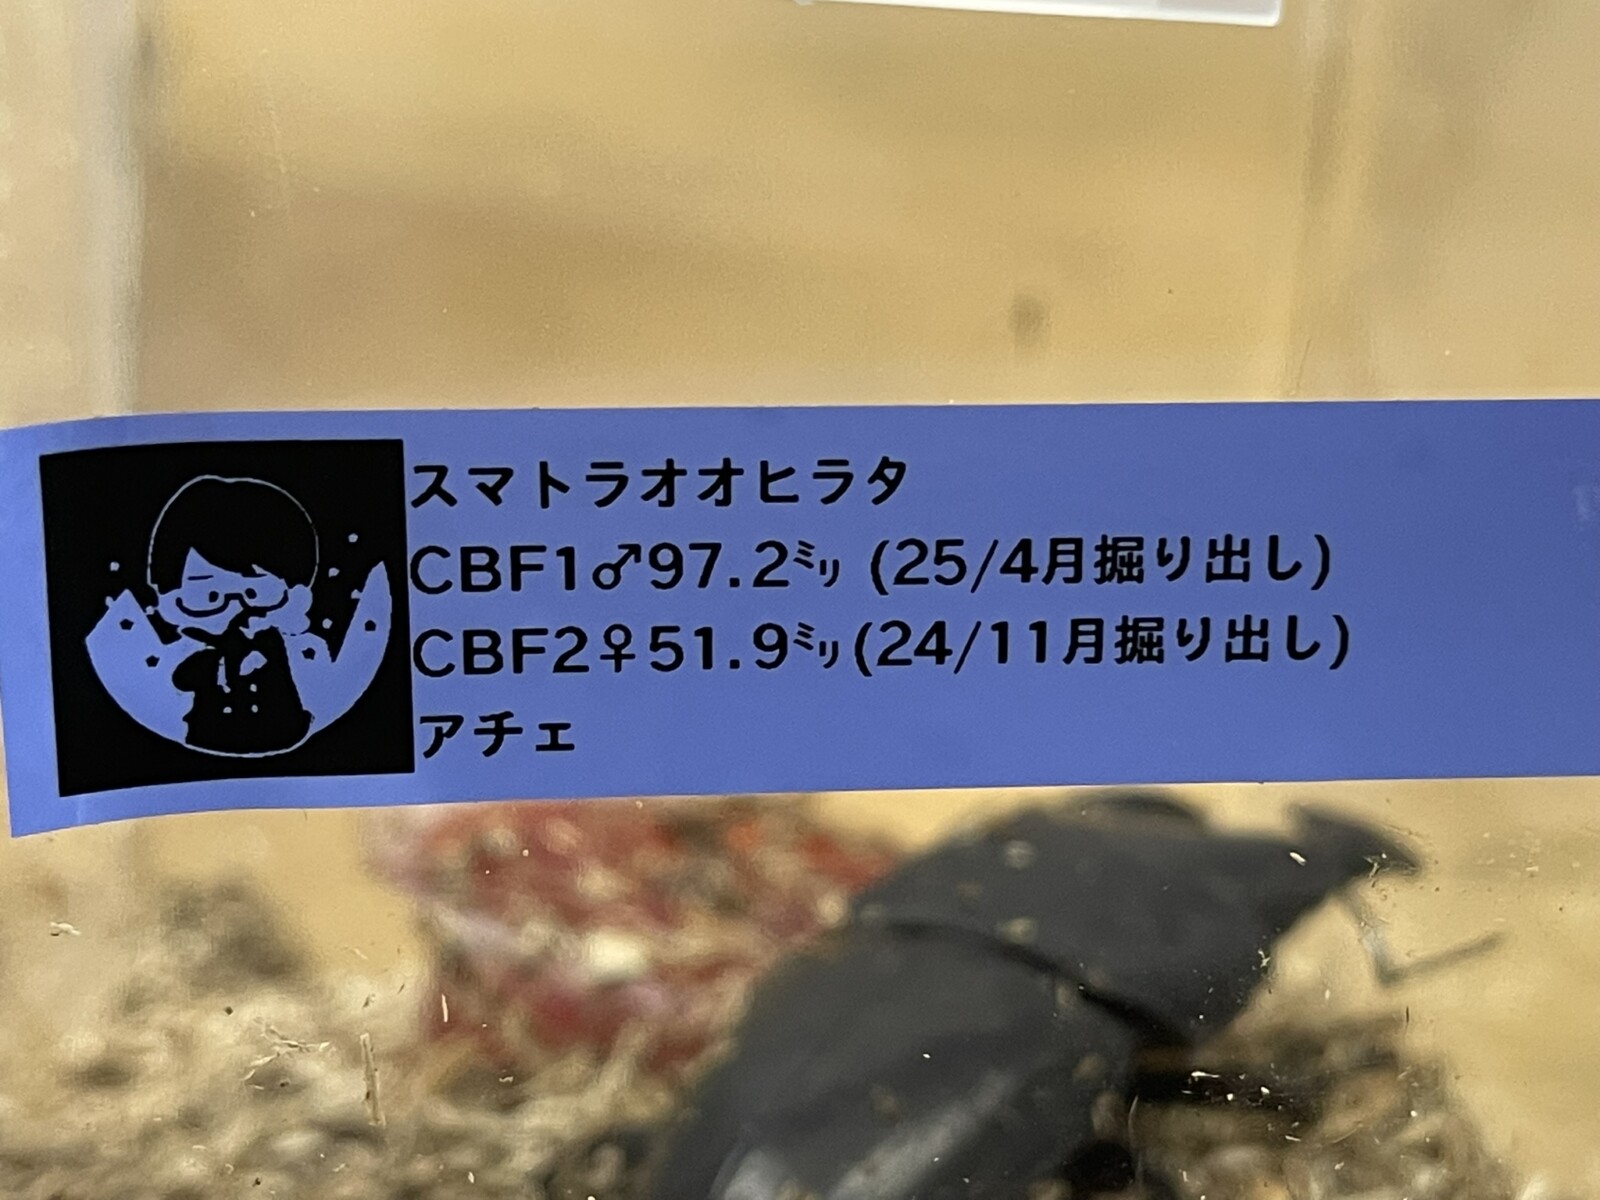 スマトラオオヒラタ
CBF1♂97.2㍉ (25/4月掘り出し)
CBF2♀51.9㍉(24/11月掘り出し)
アチェ